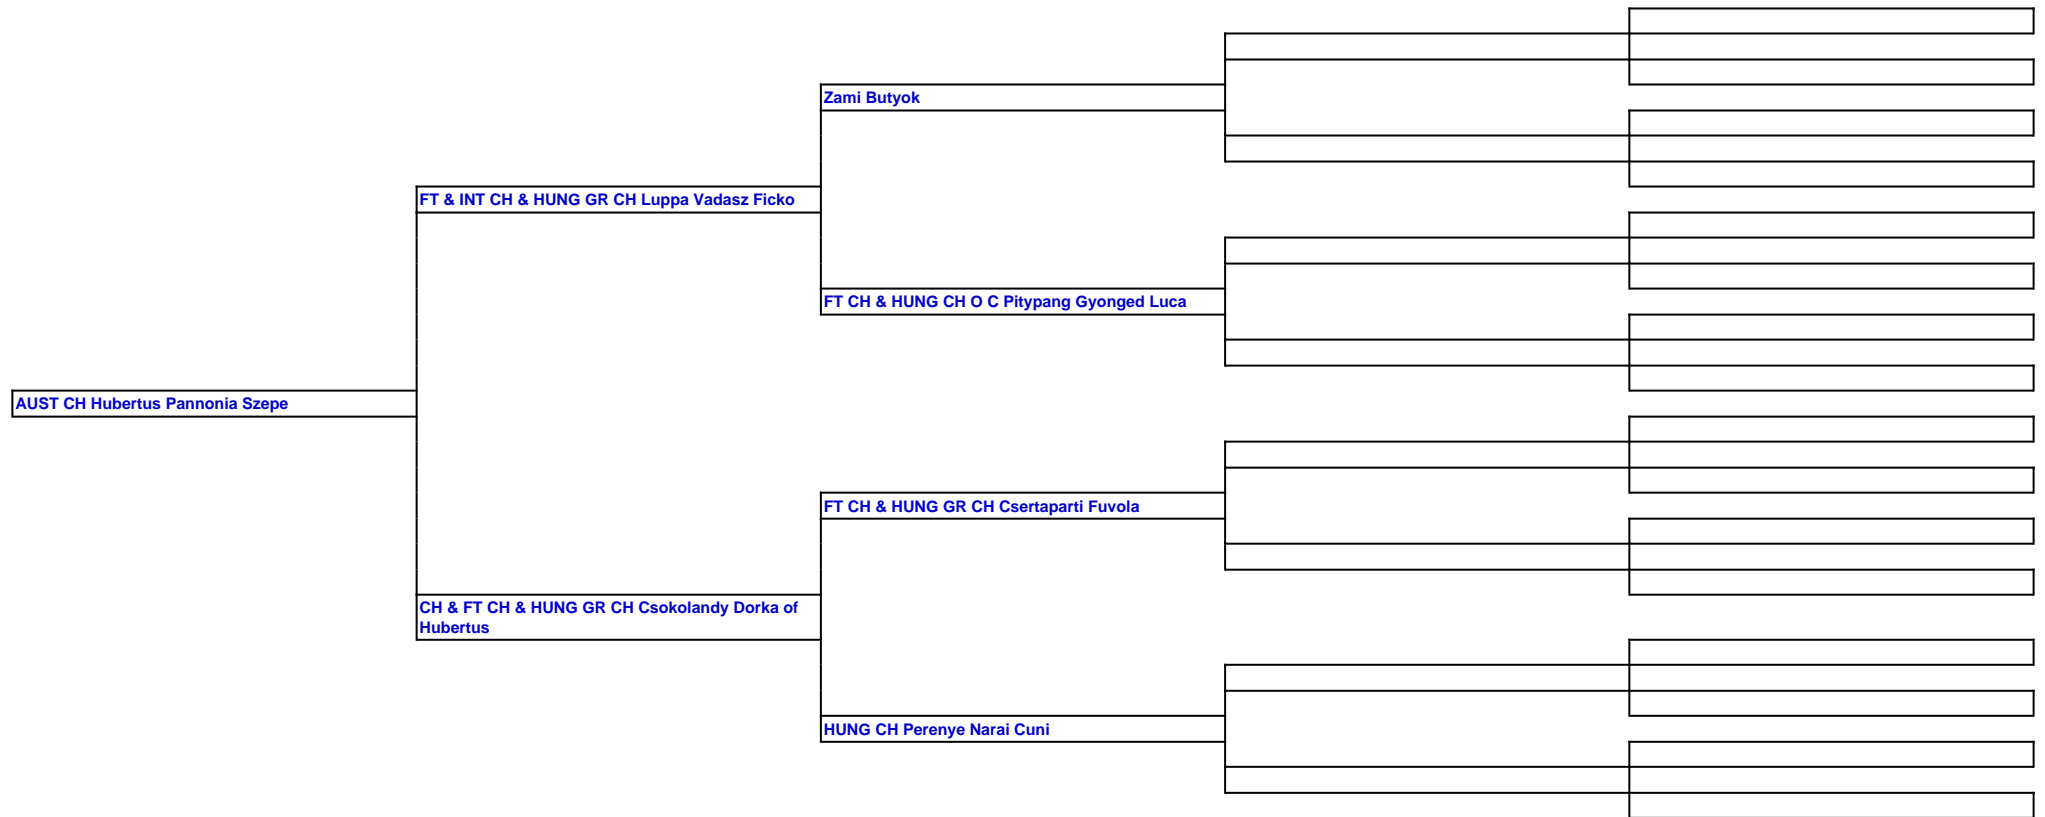 Zami Butyok
FT & INT CH & HUNG GR CH Luppa Vadasz Ficko
FT CH & HUNG CH O C Pitypang Gyonged Luca
AUST CH Hubertus Pannonia Szepe
FT CH & HUNG GR CH Csertaparti Fuvola
CH & FT CH & HUNG GR CH Csokolandy Dorka of
Hubertus
HUNG CH Perenye Narai Cuni